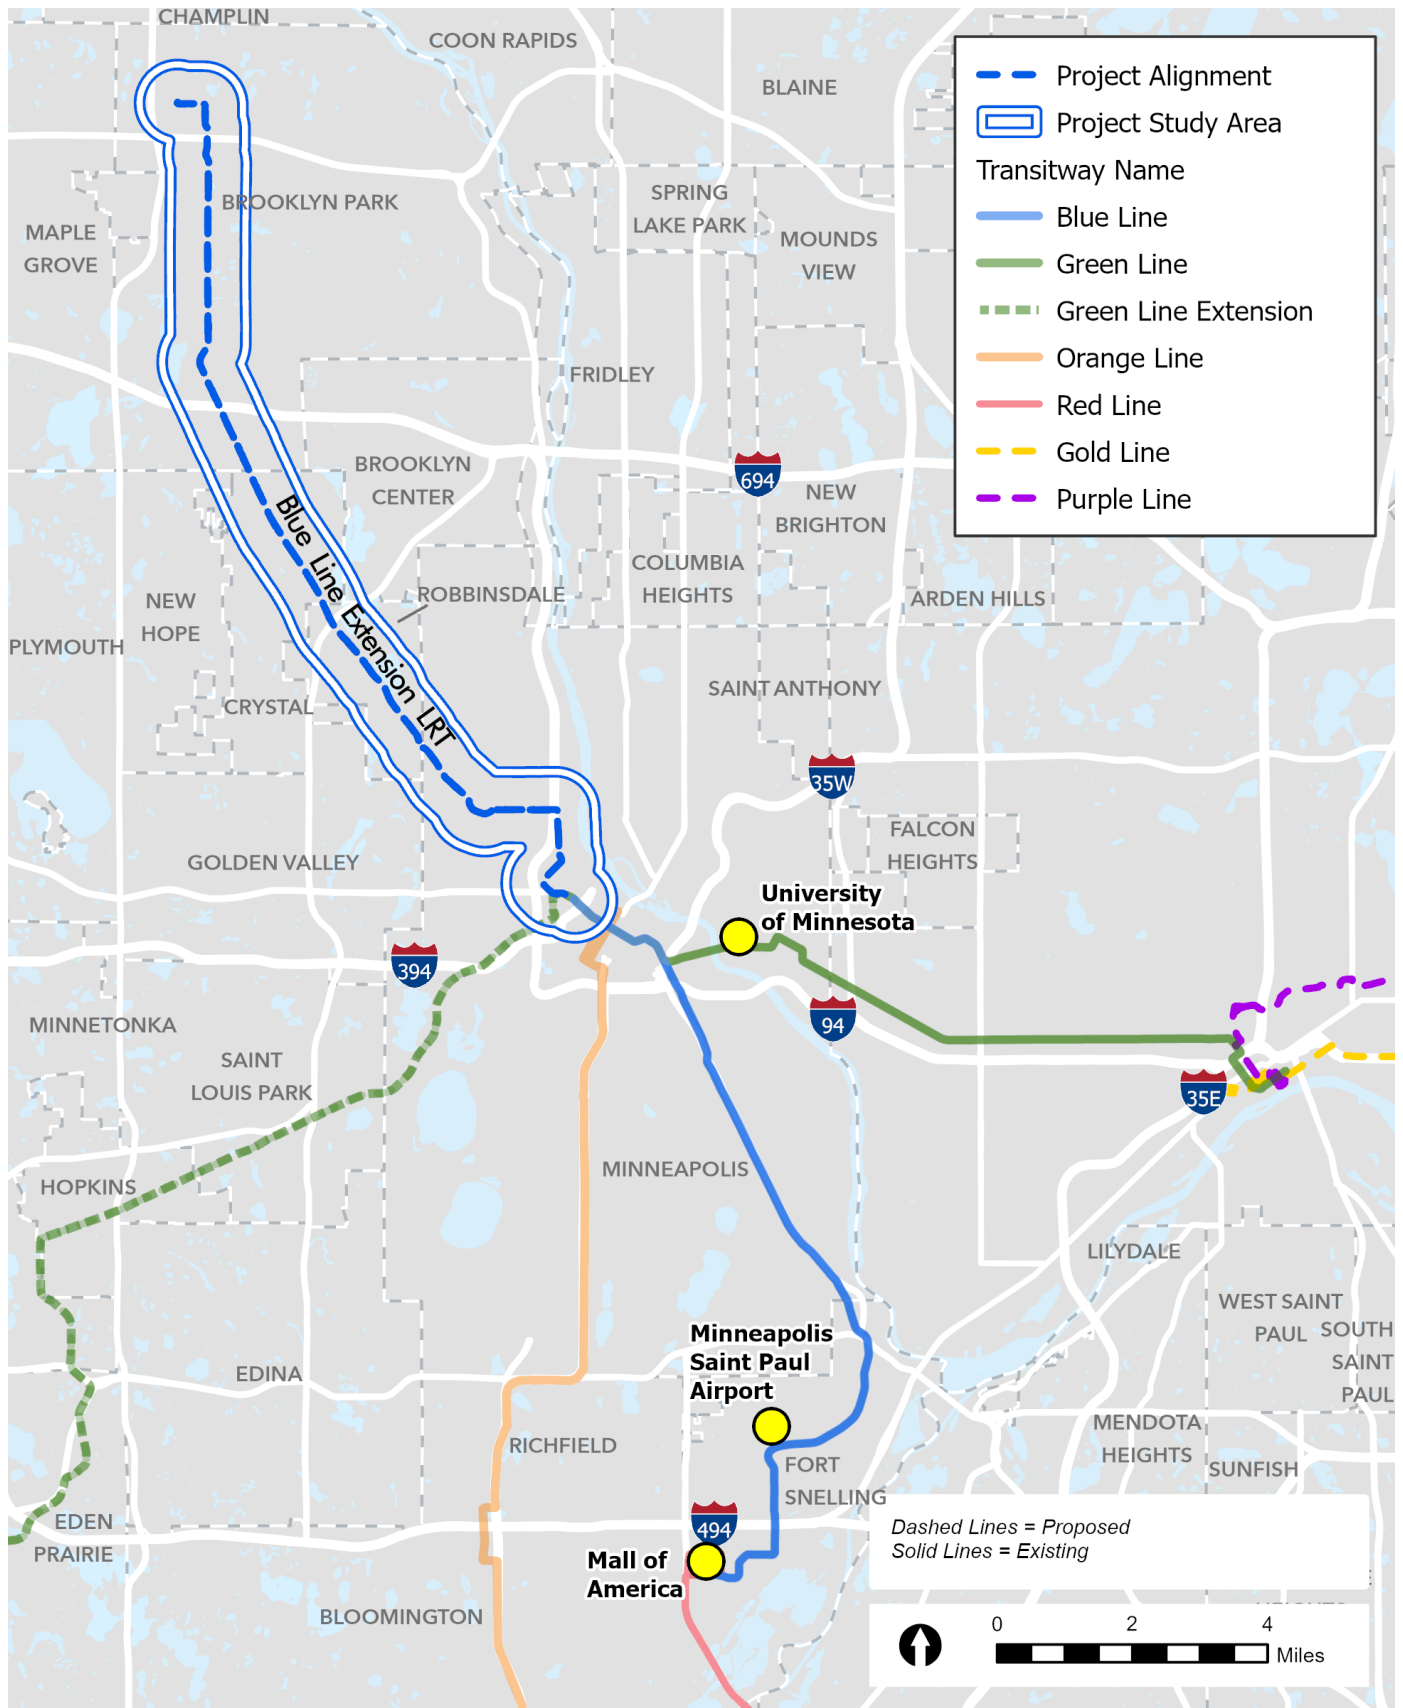 CHAMPLIN
COON RAPIDS
BLAINE
BROOKLYN PARK
MAPLE
GROVE
SPRING
LAKE PARK
MOUNDS
VIEW
Project Alignment
Project Study Area
Transitway Name
Blue Line
Green Line
Green Line Extension
Orange Line
Red Line
Gold Line
Purple Line
FRIDLEY
BROOKLYN
CENTER
694
NEW
BRIGHTON
Blue Line Extension LRT
COLUMBIA
HEIGHTS
ROBBINSDALE
ARDEN HILLS
NEW
HOPE
PLYMOUTH
CRYSTAL
SAINT ANTHONY
35W
FALCON
HEIGHTS
GOLDEN VALLEY
University
of Minnesota
394
94
MINNETONKA
SAINT
LOUIS PARK
35E
MINNEAPOLIS
HOPKINS
LILYDALE
WEST SAINT
PAUL
SOUTH
SAINT
PAUL
Minneapolis
Saint Paul
Airport
EDINA
MENDOTA
HEIGHTS
RICHFIELD
FORT
SNELLING
SUNFISH
EDEN
PRAIRIE
494
Mall of
America
BLOOMINGTON
Dashed Lines = Proposed
Solid Lines = Existing
0 2 4
Miles